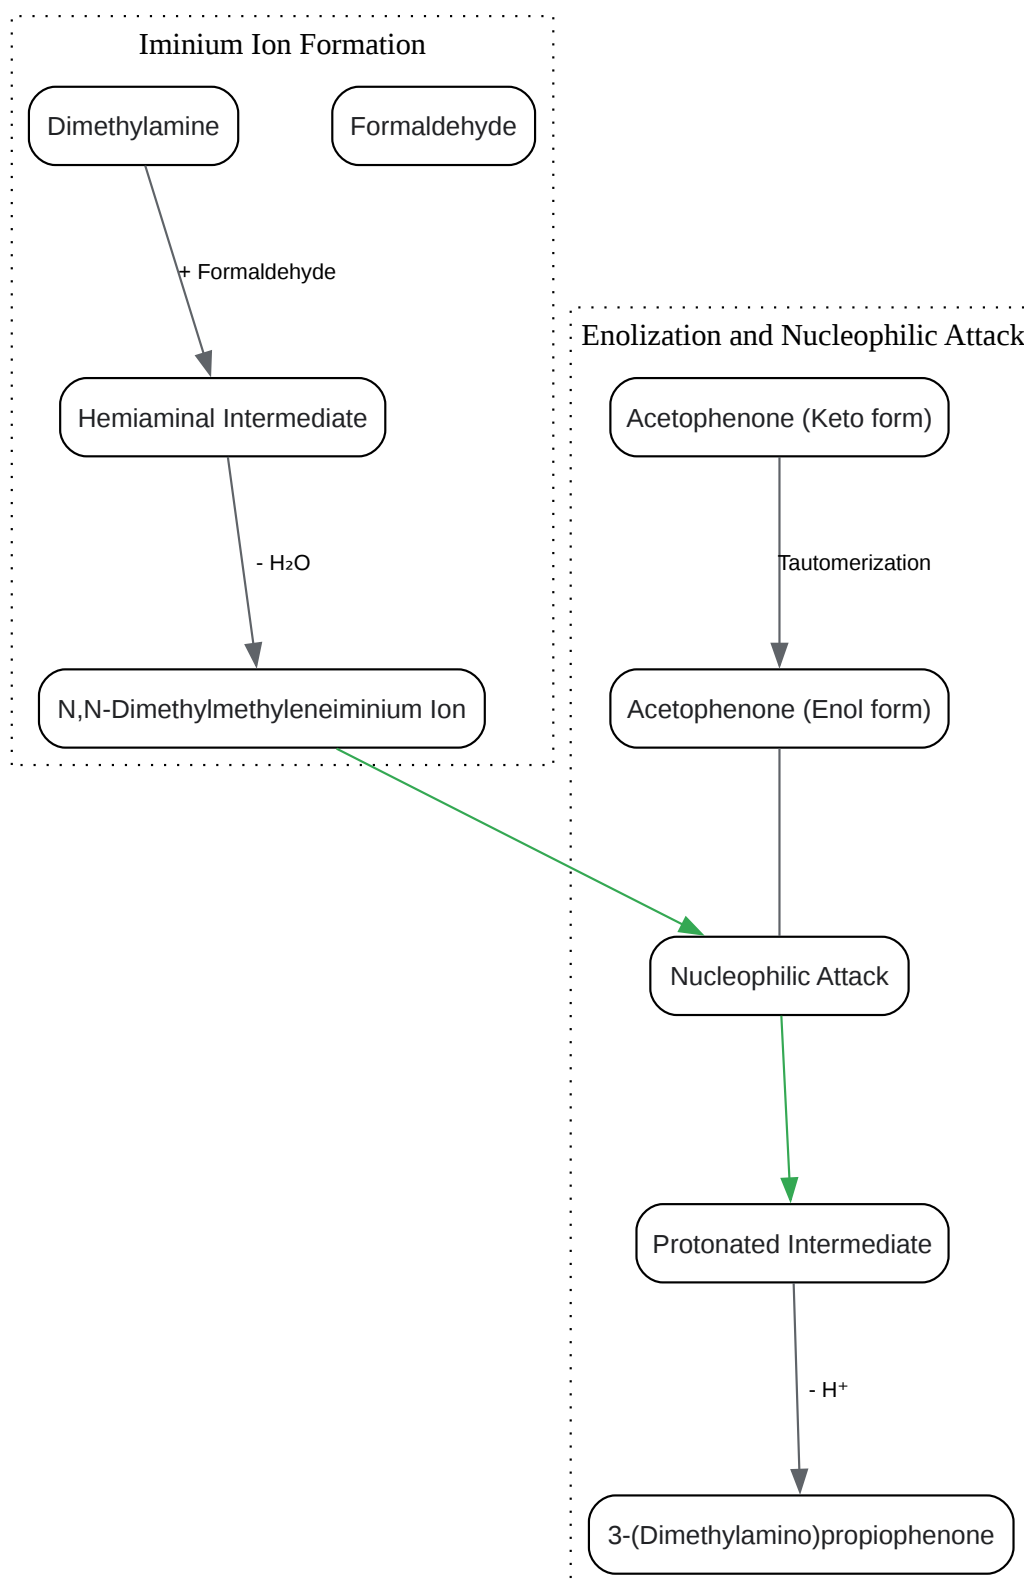 Iminium Ion Formation
Dimethylamine
Formaldehyde
+ Formaldehyde
Hemiaminal Intermediate
- H₂O
N,N-Dimethylmethyleneiminium Ion
Enolization and Nucleophilic Attack
Acetophenone (Keto form)
Tautomerization
Acetophenone (Enol form)
Nucleophilic Attack
Protonated Intermediate
- H⁺
3-(Dimethylamino)propiophenone